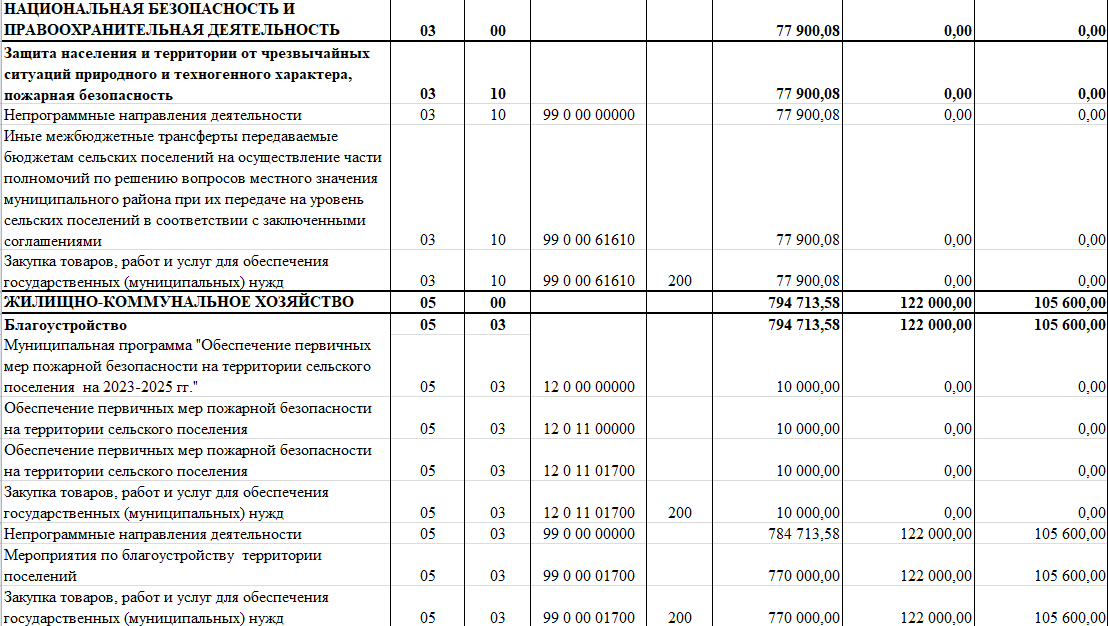 НАЦИОНАЛЬНАЯ БЕЗОПАСНОСТЬ И
ПРАВООХРАНИТЕЛЬНАЯ ДЕЯТЕЛЬНОСТЬ 03 00 77 900,08 0,00 0,00
Защита населения и территории от чрезвычайных
ситуаций природного и техногенного характера,
пожарная безопасность 03 10 77 900,08 0,00 0,00
Непрограммные направления деятельности 03 10 99 0 00 00000 77 900,08 0,00 0,00
Иные межбюджетные трансферты передаваемые
бюджетам сельских поселений на осуществление части
полномочий по решению вопросов местного значения
муниципального района при их передаче на уровень
сельских поселений в соответствии с заключенными
соглашениями 03 10 99 0 00 61610 77 900,08 0,00 0,00
Закупка товаров, работ и услуг для обеспечения
государственных (муниципальных) нужд 03 10 99 0 00 61610 200 77 900,08 0,00 0,00
ЖИЛИЩНО-КОММУНАЛЬНОЕ ХОЗЯЙСТВО 05 00 794 713,58 122 000,00 105 600,00
Благоустройство 05 03 794 713,58 122 000,00 105 600,00
Муниципальная программа "Обеспечение первичных
мер пожарной безопасности на территории сельского
поселения на 2023-2025 гг." 05 03 12 0 00 00000 10 000,00 0,00 0,00
Обеспечение первичных мер пожарной безопасности
на территории сельского поселения 05 03 12 0 11 00000 10 000,00 0,00 0,00
Обеспечение первичных мер пожарной безопасности
на территории сельского поселения 05 03 12 0 11 01700 10 000,00 0,00 0,00
Закупка товаров, работ и услуг для обеспечения
государственных (муниципальных) нужд 05 03 12 0 11 01700 200 10 000,00 0,00 0,00
Непрограммные направления деятельности 05 03 99 0 00 00000 784 713,58 122 000,00 105 600,00
Мероприятия по благоустройству территории
поселений 05 03 99 0 00 01700 770 000,00 122 000,00 105 600,00
Закупка товаров, работ и услуг для обеспечения
государственных (муниципальных) нужд 05 03 99 0 00 01700 200 770 000,00 122 000,00 105 600,00